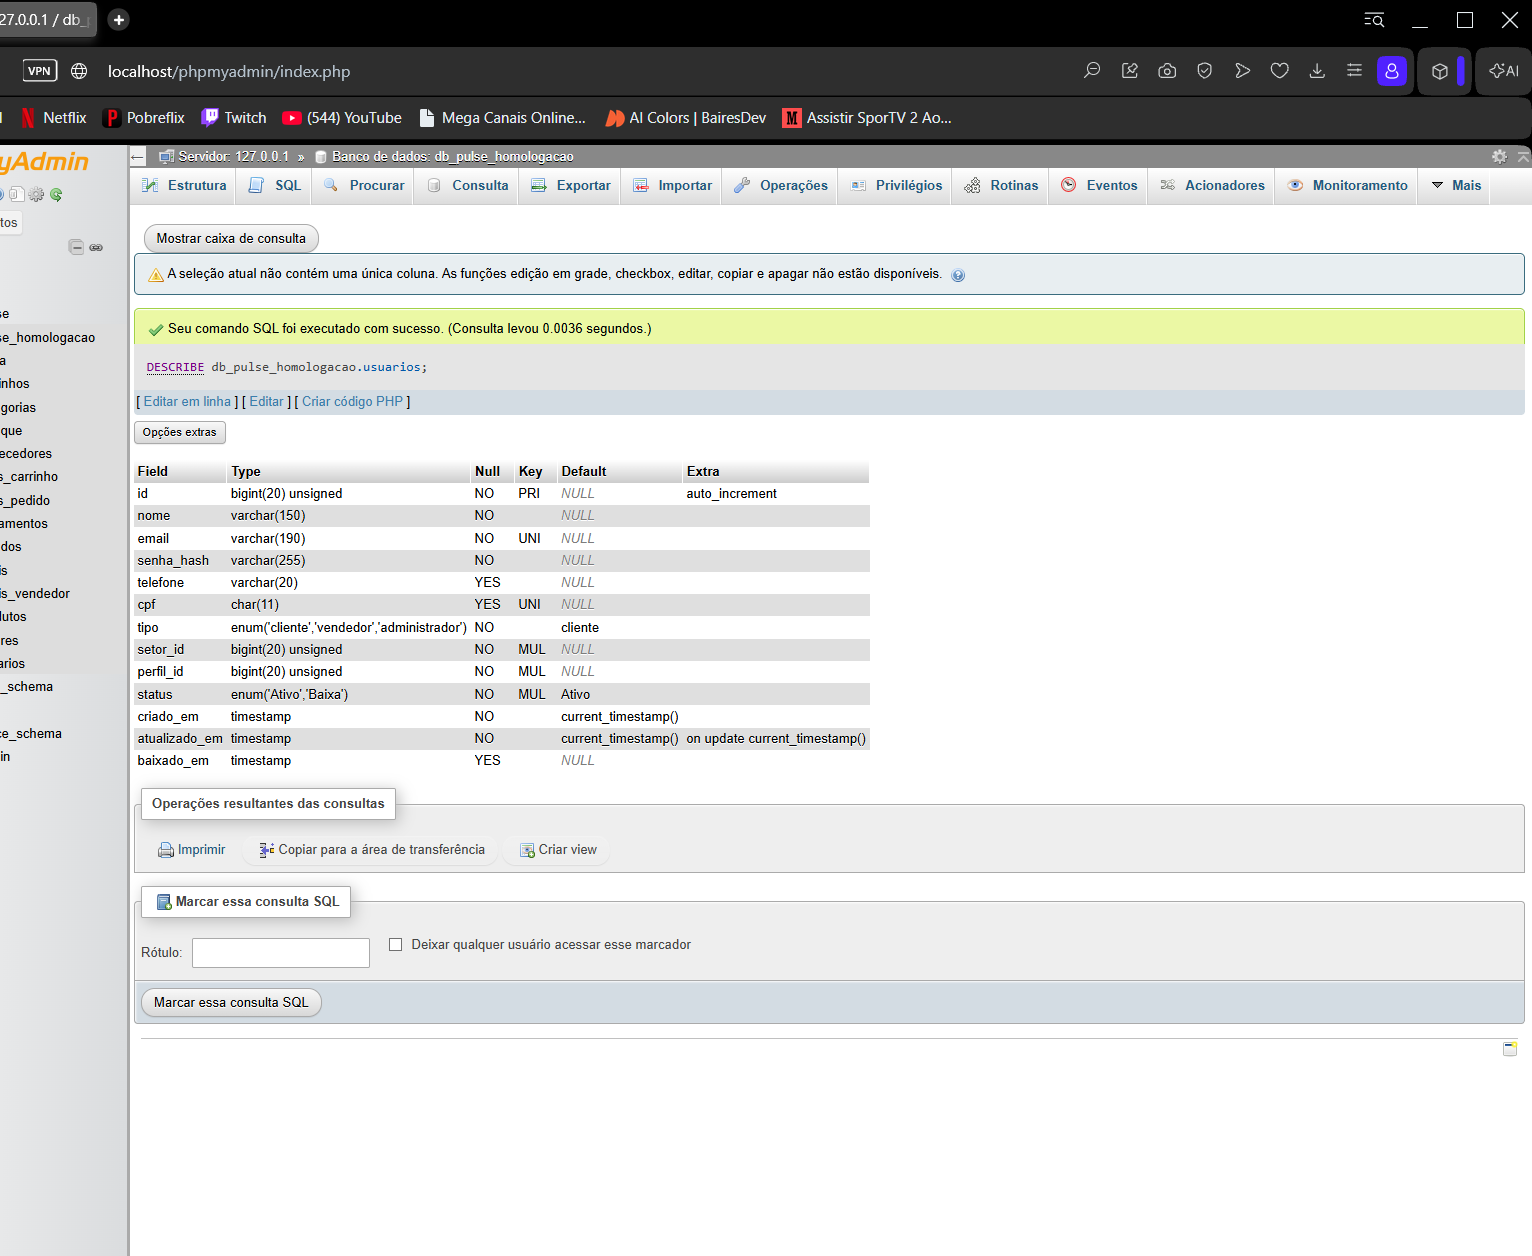 27.0.0.1 / db_
VPN localhost/phpmyadmin/index.php AI
Netflix Pobreflix Twitch (544) YouTube Mega Canais Online... AI Colors | BairesDev Assistir SporTV 2 Ao...
yAdmin
tos
se
se_homologacao
a
inhos
gorias
que
ecedores
s_carrinho
s_pedido
amentos
dos
is
is_vendedor
lutos
res
arios
_schema
ce_schema
in
Servidor: 127.0.0.1 » Banco de dados: db_pulse_homologacao
Estrutura SQL Procurar Consulta Exportar Importar Operações Privilégios Rotinas Eventos Acionadores Monitoramento Mais
Mostrar caixa de consulta
A seleção atual não contém uma única coluna. As funções edição em grade, checkbox, editar, copiar e apagar não estão disponíveis.
Seu comando SQL foi executado com sucesso. (Consulta levou 0.0036 segundos.)
DESCRIBE db_pulse_homologacao.usuarios;
[ Editar em linha ] [ Editar ] [ Criar código PHP ]
Opções extras
Field Type Null Key Default Extra
id bigint(20) unsigned NO PRI NULL auto_increment
nome varchar(150) NO NULL
email varchar(190) NO UNI NULL
senha_hash varchar(255) NO NULL
telefone varchar(20) YES NULL
cpf char(11) YES UNI NULL
tipo enum('cliente','vendedor','administrador') NO cliente
setor_id bigint(20) unsigned NO MUL NULL
perfil_id bigint(20) unsigned NO MUL NULL
status enum('Ativo','Baixa') NO MUL Ativo
criado_em timestamp NO current_timestamp()
atualizado_em timestamp NO current_timestamp() on update current_timestamp()
baixado_em timestamp YES NULL
Operações resultantes das consultas
Imprimir Copiar para a área de transferência Criar view
Marcar essa consulta SQL
Rótulo: Deixar qualquer usuário acessar esse marcador
Marcar essa consulta SQL